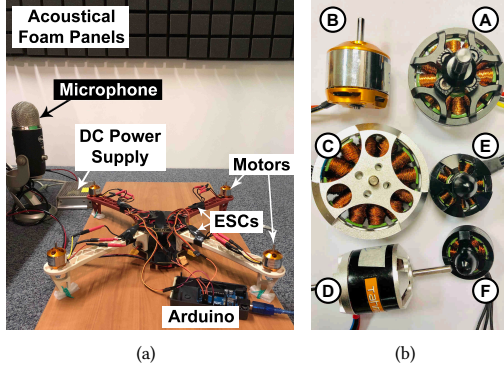 Acoustical
Foam Panels
Microphone
DC Power
Supply
Motors
ESCs
Arduino
B
A
C
E
D
F
(a)
(b)